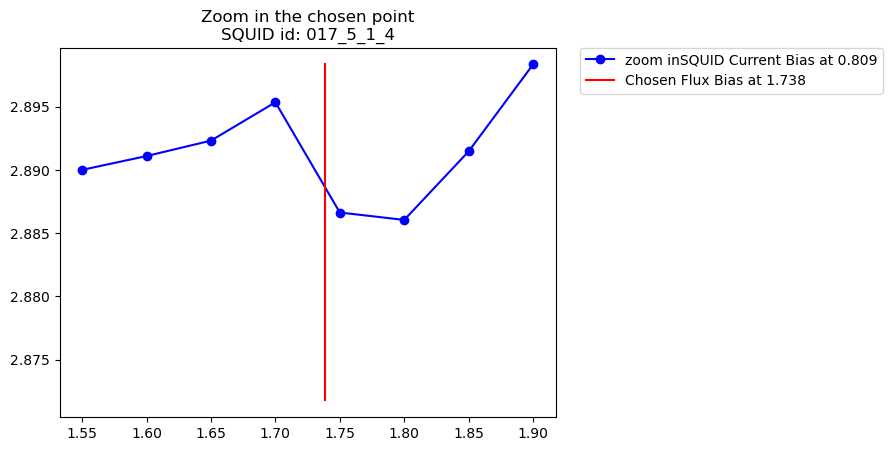 Zoom in the chosen point
SQUID id: 017_5_1_4
zoom inSQUID Current Bias at 0.809
Chosen Flux Bias at 1.738
2.895
2.890
2.885
2.880
2.875
1.55 1.60 1.65 1.70 1.75 1.80 1.85 1.90